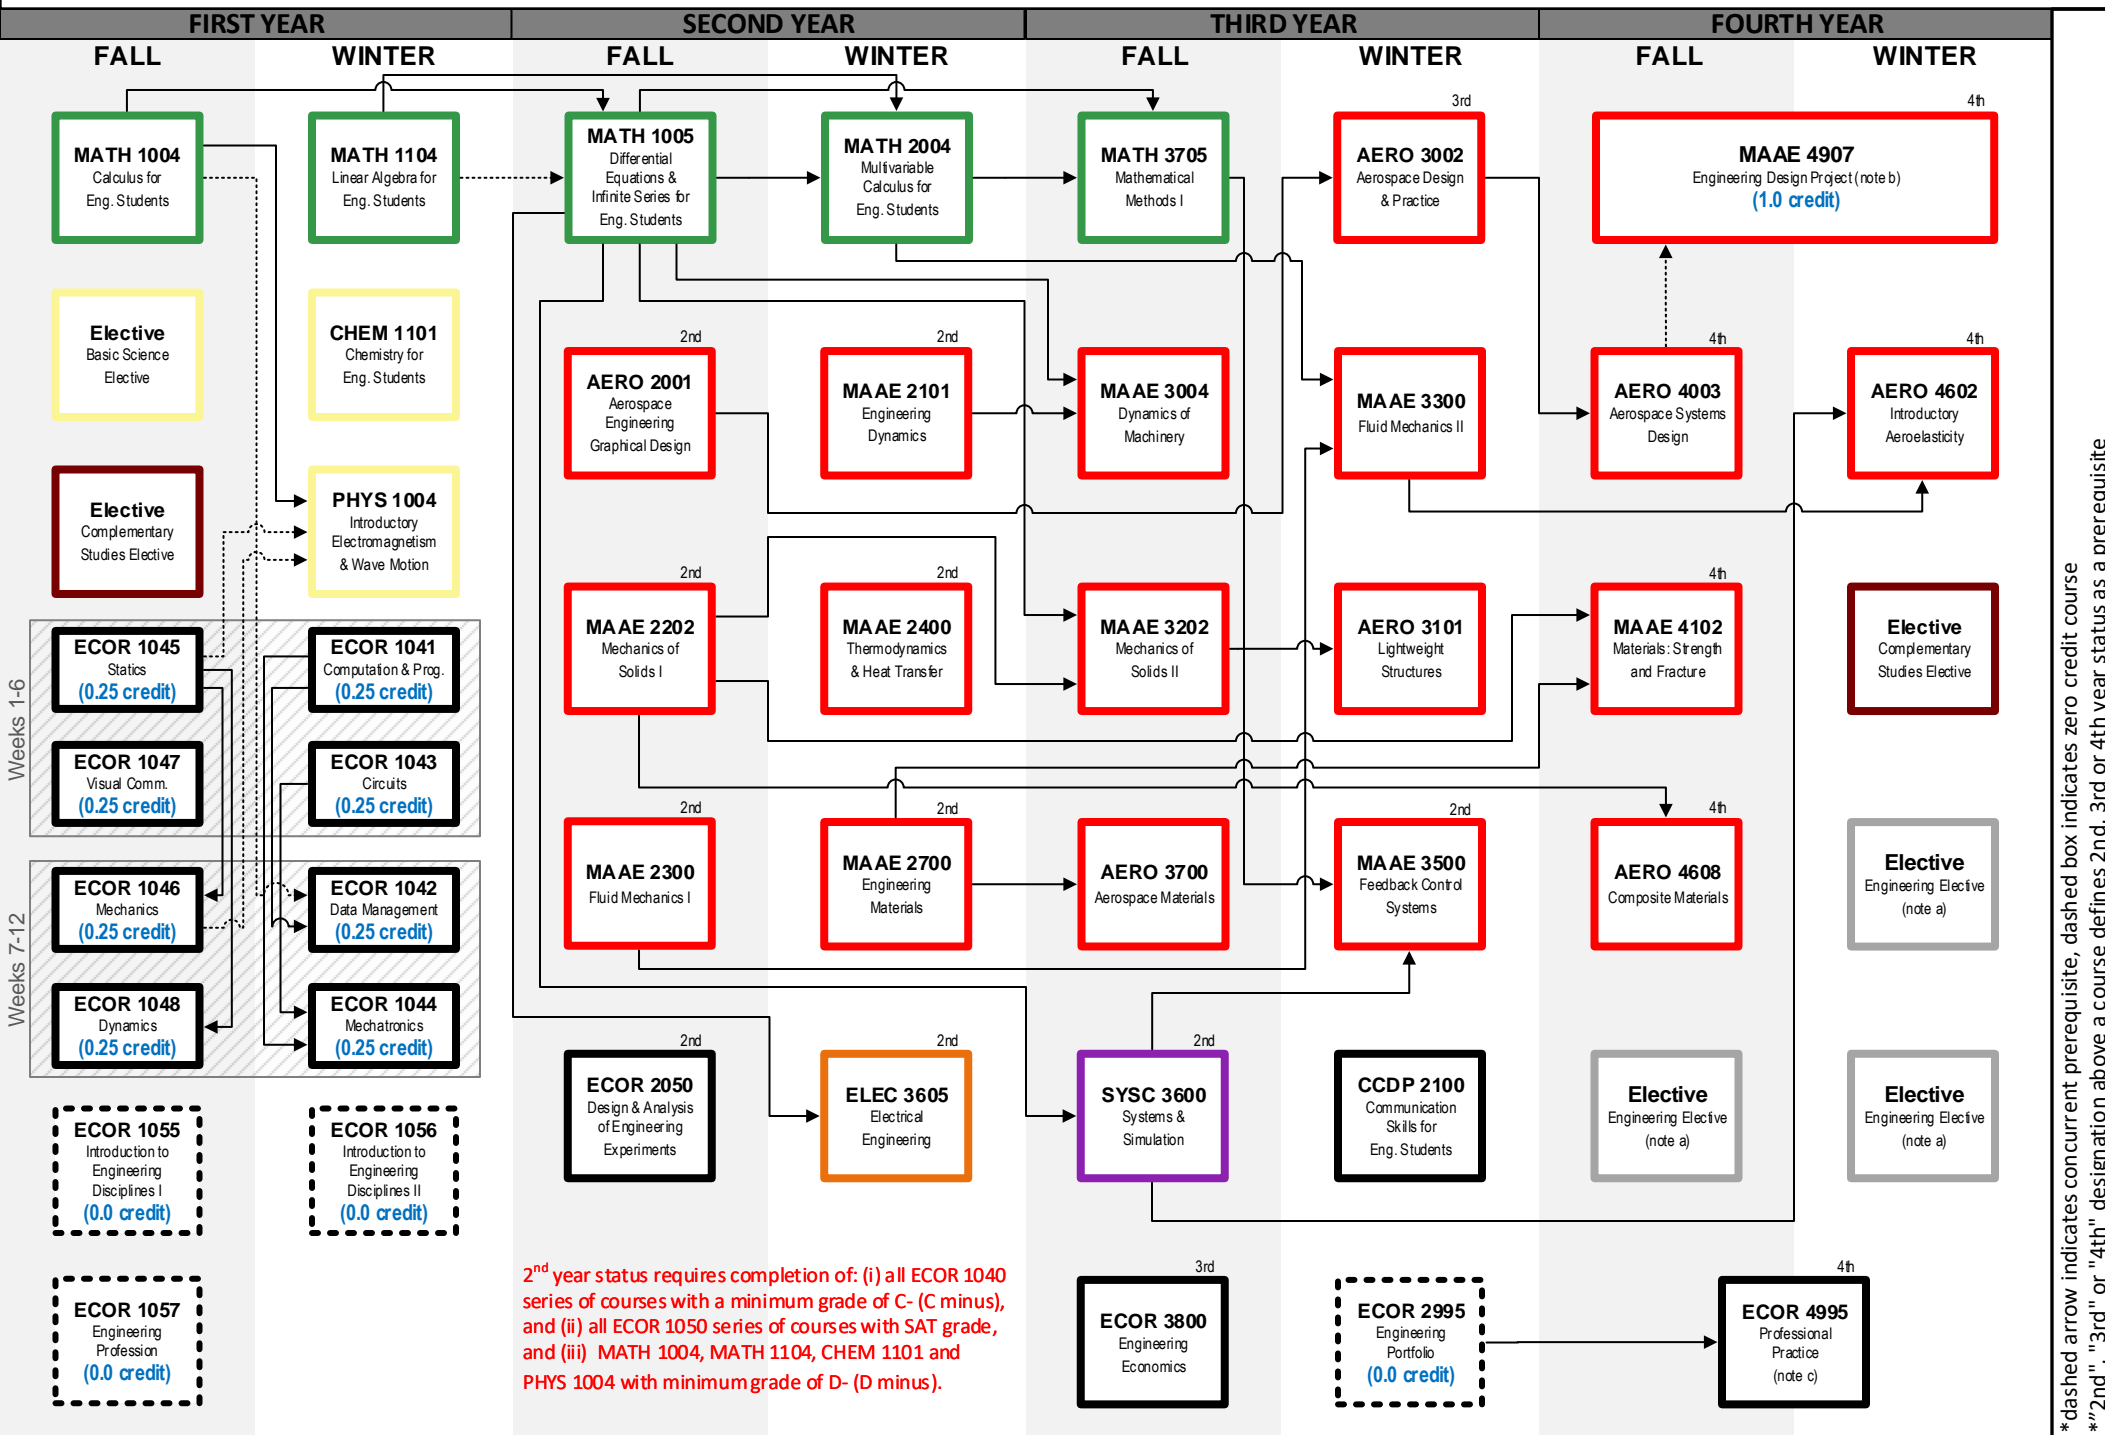 FIRST YEAR
SECOND YEAR
THIRD YEAR
FOURTH YEAR
FALL
WINTER
FALL
WINTER
FALL
WINTER
FALL
WINTER
MATH 1004
Calculus for
Eng. Students
MATH 1104
Linear Algebra for
Eng. Students
MATH 1005
Differential
Equations &
Infinite Series for
Eng. Students
MATH 2004
Multivariable
Calculus for
Eng. Students
MATH 3705
Mathematical
Methods I
3rd
AERO 3002
Aerospace Design
& Practice
4th
MAAE 4907
Engineering Design Project (note b)
(1.0 credit)
Elective
Basic Science
Elective
CHEM 1101
Chemistry for
Eng. Students
2nd
AERO 2001
Aerospace
Engineering
Graphical Design
2nd
MAAE 2101
Engineering
Dynamics
MAAE 3004
Dynamics of
Machinery
MAAE 3300
Fluid Mechanics II
4th
AERO 4003
Aerospace Systems
Design
4th
AERO 4602
Introductory
Aeroelasticity
Elective
Complementary
Studies Elective
PHYS 1004
Introductory
Electromagnetism
& Wave Motion
2nd
MAAE 2202
Mechanics of
Solids I
2nd
MAAE 2400
Thermodynamics
& Heat Transfer
MAAE 3202
Mechanics of
Solids II
AERO 3101
Lightweight
Structures
4th
MAAE 4102
Materials: Strength
and Fracture
Elective
Complementary
Studies Elective
Weeks 1-6
ECOR 1045
Statics
(0.25 credit)
ECOR 1041
Computation & Prog.
(0.25 credit)
ECOR 1047
Visual Comm.
(0.25 credit)
ECOR 1043
Circuits
(0.25 credit)
Weeks 7-12
ECOR 1046
Mechanics
(0.25 credit)
ECOR 1042
Data Management
(0.25 credit)
ECOR 1048
Dynamics
(0.25 credit)
ECOR 1044
Mechatronics
(0.25 credit)
2nd
MAAE 2300
Fluid Mechanics I
2nd
MAAE 2700
Engineering
Materials
AERO 3700
Aerospace Materials
2nd
MAAE 3500
Feedback Control
Systems
4th
AERO 4608
Composite Materials
Elective
Engineering Elective
(note a)
2nd
ECOR 2050
Design & Analysis
of Engineering
Experiments
2nd
ELEC 3605
Electrical
Engineering
2nd
SYSC 3600
Systems &
Simulation
CCDP 2100
Communication
Skills for
Eng. Students
Elective
Engineering Elective
(note a)
Elective
Engineering Elective
(note a)
ECOR 1055
Introduction to
Engineering
Disciplines I
(0.0 credit)
ECOR 1056
Introduction to
Engineering
Disciplines II
(0.0 credit)
ECOR 1057
Engineering
Profession
(0.0 credit)
2nd year status requires completion of: (i) all ECOR 1040
series of courses with a minimum grade of C- (C minus),
and (ii) all ECOR 1050 series of courses with SAT grade,
and (iii) MATH 1004, MATH 1104, CHEM 1101 and
PHYS 1004 with minimum grade of D- (D minus).
3rd
ECOR 3800
Engineering
Economics
ECOR 2995
Engineering
Portfolio
(0.0 credit)
4th
ECOR 4995
Professional
Practice
(note c)
*dashed arrow indicates concurrent prerequisite, dashed box indicates zero credit course
*"2nd", "3rd" or "4th" designation above a course defines 2nd, 3rd or 4th year status as a prerequisite